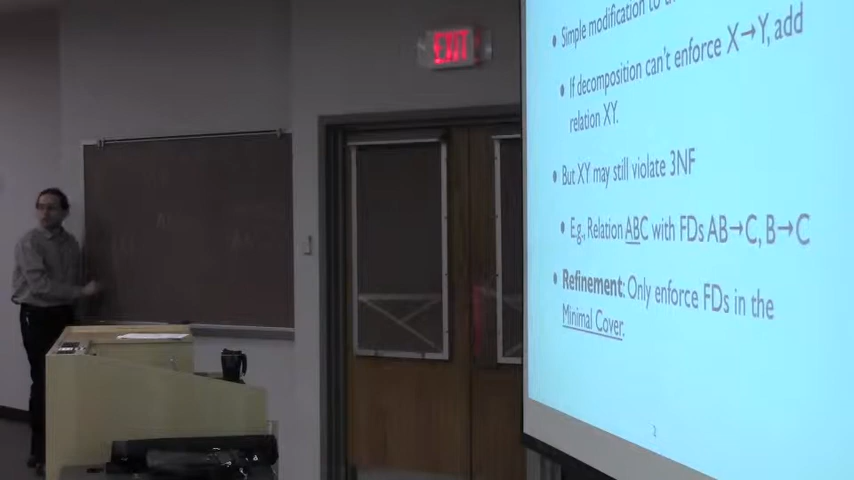 EXIT
• Simple modification to
• If decomposition can't enforce X→Y, add
relation XY.
• But XY may still violate 3NF
• E.g., Relation ABC with FDs AB→C, B→C
• Refinement: Only enforce FDs in the
Minimal Cover.
2